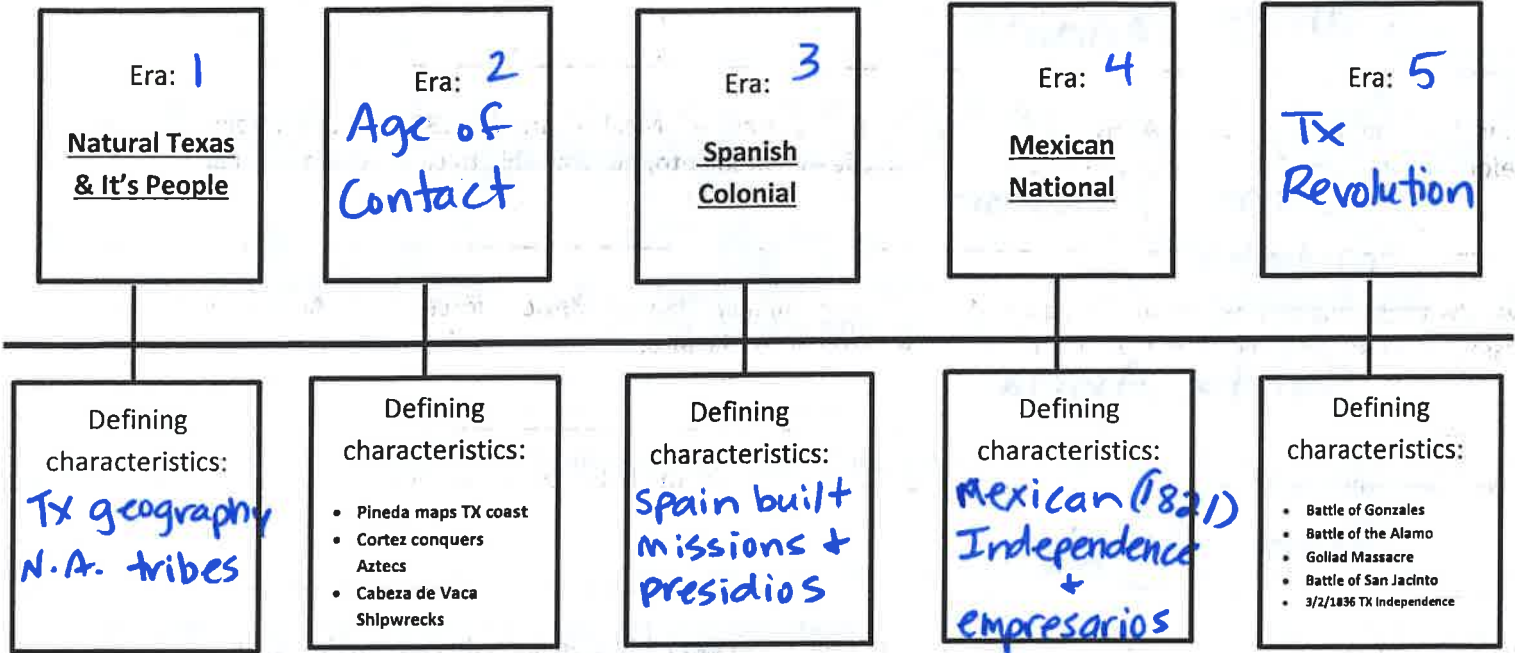 Era: 1
Natural Texas
& It's People
Era: 2
Age of
Contact
Era: 3
Spanish
Colonial
Era: 4
Mexican
National
Era: 5
Tx
Revolution
Defining
characteristics:
Tx geography
N.A. tribes
Defining
characteristics:
• Pineda maps TX coast
• Cortez conquers
Aztecs
• Cabeza de Vaca
Shipwrecks
Defining
characteristics:
Spain built
missions +
presidios
Defining
characteristics:
Mexican (1821)
Independence
+
empresarios
Defining
characteristics:
• Battle of Gonzales
• Battle of the Alamo
• Goliad Massacre
• Battle of San Jacinto
• 3/2/1836 TX Independence